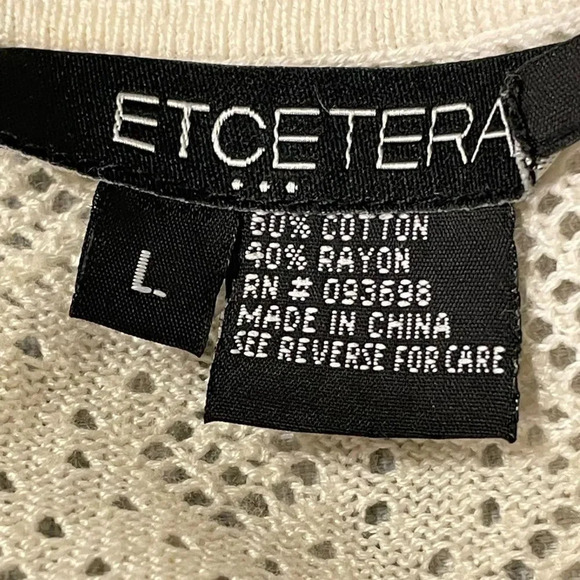 ETCETERA
...
L
60% COTTON
40% RAYON
RN # 093698
MADE IN CHINA
SEE REVERSE FOR CARE